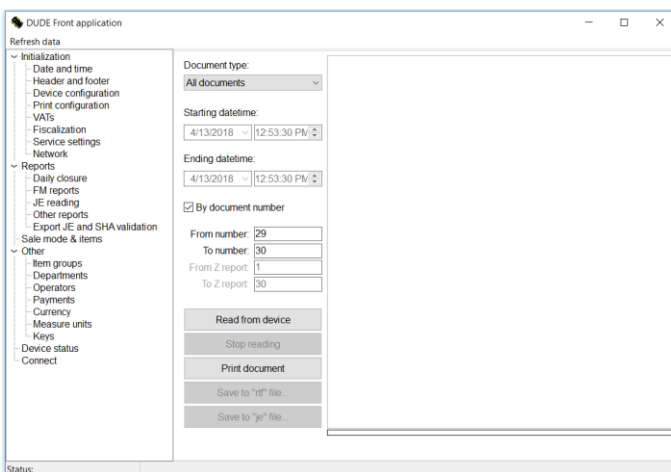 DUDE Front application
Refresh data
Initialization
Date and time
Header and footer
Device configuration
Print configuration
VATs
Fiscalization
Service settings
Network
Reports
Daily closure
FM reports
JE reading
Other reports
Export JE and SHA validation
Sale mode & items
Other
Item groups
Departments
Operators
Payments
Currency
Measure units
Keys
Device status
Connect
Document type:
All documents
Starting datetime:
4/13/2018 12:53:30 PM
Ending datetime:
4/13/2018 12:53:30 PM
By document number
From number: 29
To number: 30
From Z report: 1
To Z report: 30
Read from device
Stop reading
Print document
Save to "rtf" file...
Save to "je" file...
Status: